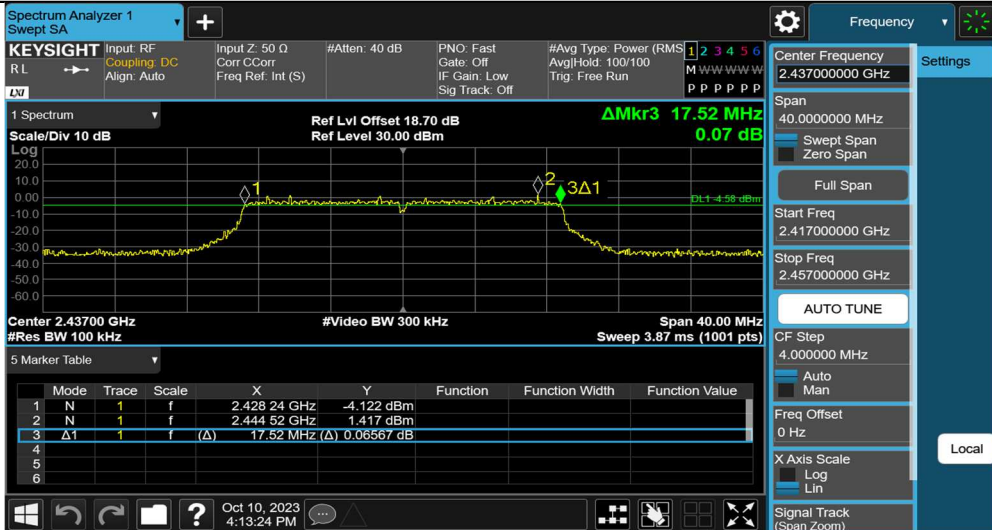 Spectrum Analyzer 1
Swept SA
Frequency
KEYSIGHT
RL
LXI
Input: RF
Coupling: DC
Align: Auto
Input Z: 50 Ω
Corr CCorr
Freq Ref: Int (S)
#Atten: 40 dB
PNO: Fast
Gate: Off
IF Gain: Low
Sig Track: Off
#Avg Type: Power (RMS
Avg|Hold: 100/100
Trig: Free Run
1 2 3 4 5 6
M W W W W W
P P P P P P
1 Spectrum
Scale/Div 10 dB
Ref Lvl Offset 18.70 dB
Ref Level 30.00 dBm
ΔMkr3 17.52 MHz
0.07 dB
Log
20.0
10.0
0.00
-10.0
-20.0
-30.0
-40.0
-50.0
-60.0
1
2
3Δ1
DL1 -4.58 dBm
Center 2.43700 GHz
#Video BW 300 kHz
Span 40.00 MHz
#Res BW 100 kHz
Sweep 3.87 ms (1001 pts)
5 Marker Table
Mode Trace Scale X Y Function Function Width Function Value
1 N 1 f 2.428 24 GHz -4.122 dBm
2 N 1 f 2.444 52 GHz 1.417 dBm
3 Δ1 1 f (Δ) 17.52 MHz (Δ) 0.06567 dB
4
5
6
Oct 10, 2023
4:13:24 PM
Center Frequency
2.437000000 GHz
Span
40.0000000 MHz
Swept Span
Zero Span
Full Span
Start Freq
2.417000000 GHz
Stop Freq
2.457000000 GHz
AUTO TUNE
CF Step
4.000000 MHz
Auto
Man
Freq Offset
0 Hz
X Axis Scale
Log
Lin
Signal Track
(Span Zoom)
Settings
Local